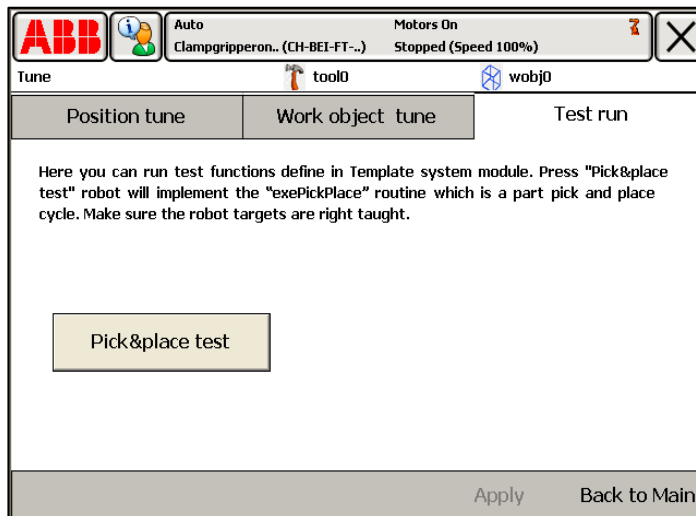 ABB
Auto Motors On
Clampgripperon.. (CH-BEI-FT-..) Stopped (Speed 100%)
Tune tool0 wobj0
Position tune Work object tune Test run
Here you can run test functions define in Template system module. Press "Pick&place
test" robot will implement the "exePickPlace" routine which is a part pick and place
cycle. Make sure the robot targets are right taught.
Pick&place test
Apply Back to Main